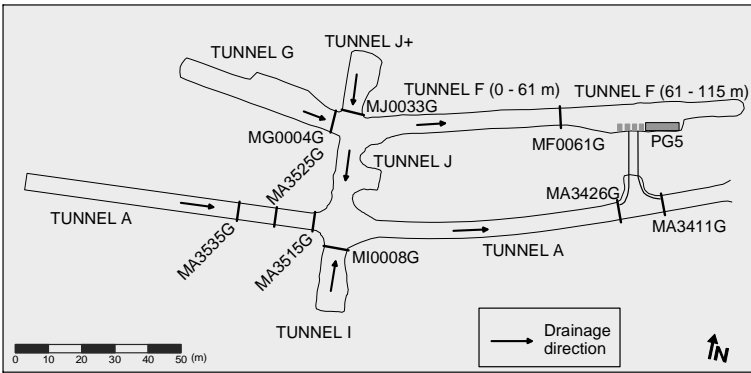 TUNNEL J+
TUNNEL G
TUNNEL F (0 - 61 m)
TUNNEL F (61 - 115 m)
MJ0033G
MG0004G
MF0061G
PG5
MA3525G
TUNNEL J
MA3426G
MA3411G
TUNNEL A
MA3535G
MA3515G
MI0008G
TUNNEL A
TUNNEL I
Drainage
direction
0 10 20 30 40 50 (m)
N